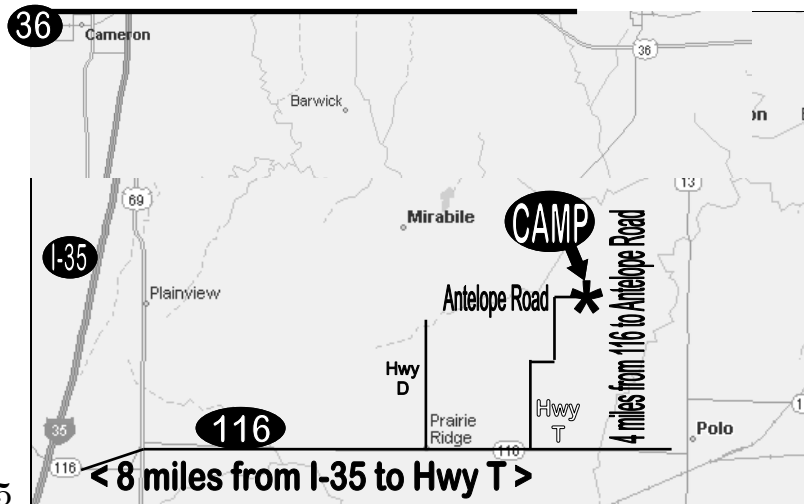 36
Cameron
36
Barwick
on
13
69
Mirabile
CAMP
I-35
4 miles from 116 to Antelope Road
Plainview
Antelope Road
Hwy
D
Hwy
T
Prairie
Ridge
116
35
Polo
116
116
< 8 miles from I-35 to Hwy T >